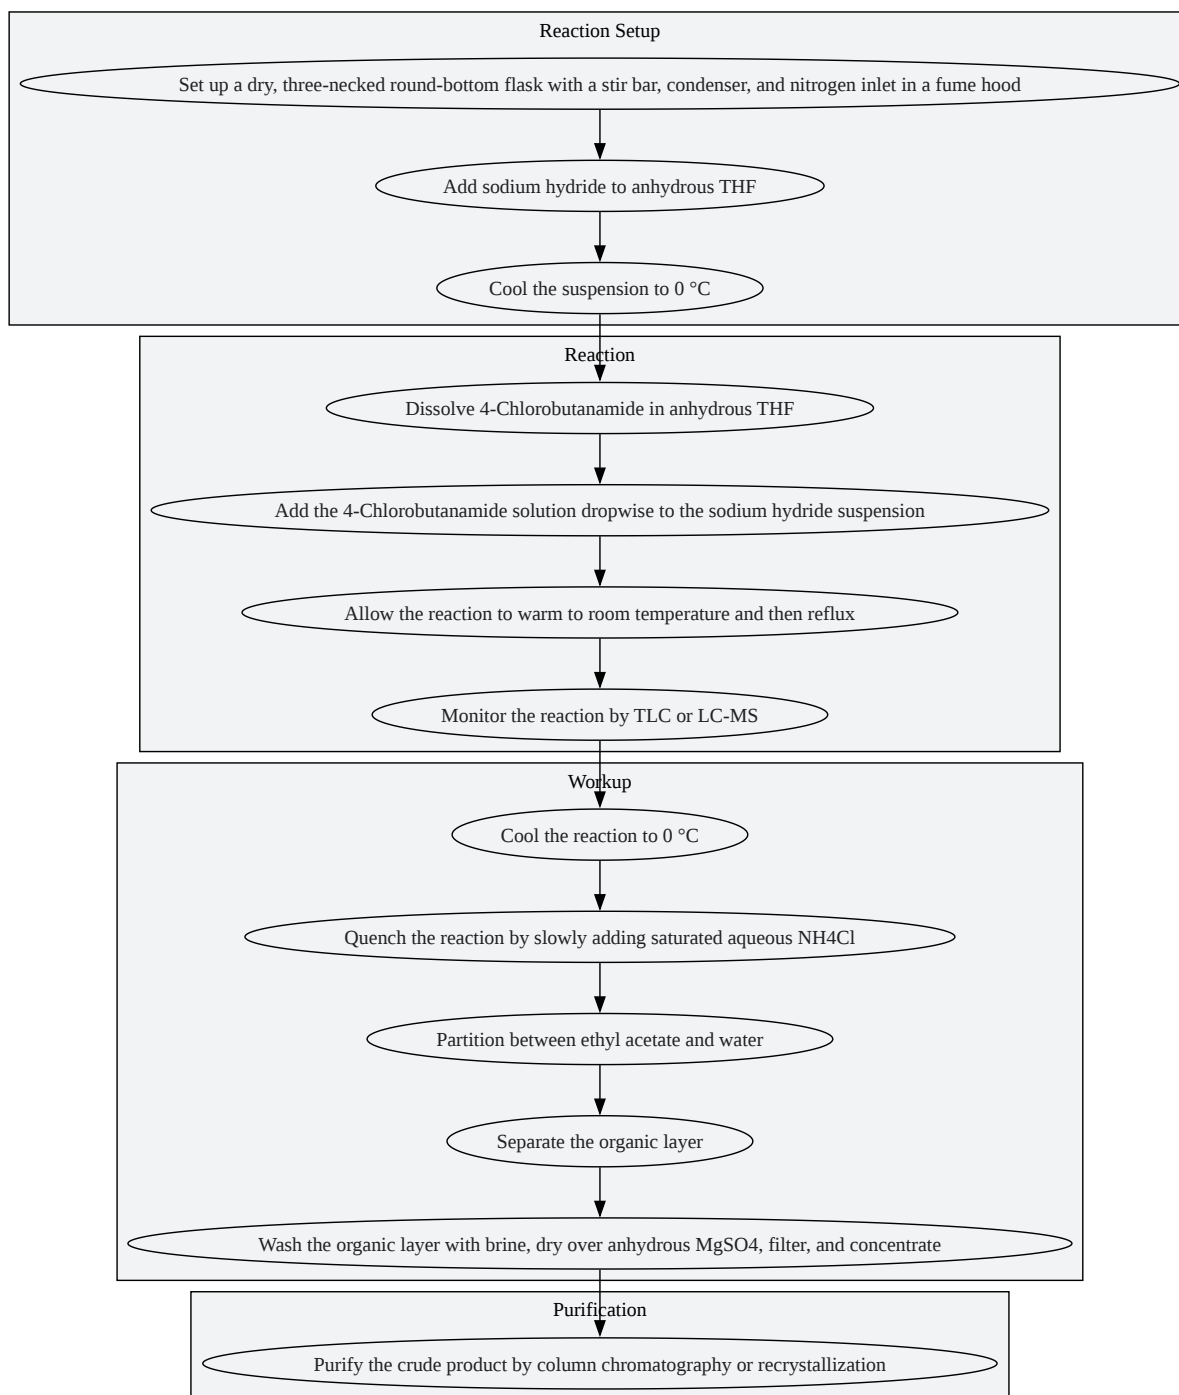 Reaction Setup
Set up a dry, three-necked round-bottom flask with a stir bar, condenser, and nitrogen inlet in a fume hood
Add sodium hydride to anhydrous THF
Cool the suspension to 0 °C
Reaction
Dissolve 4-Chlorobutanamide in anhydrous THF
Add the 4-Chlorobutanamide solution dropwise to the sodium hydride suspension
Allow the reaction to warm to room temperature and then reflux
Monitor the reaction by TLC or LC-MS
Workup
Cool the reaction to 0 °C
Quench the reaction by slowly adding saturated aqueous NH4Cl
Partition between ethyl acetate and water
Separate the organic layer
Wash the organic layer with brine, dry over anhydrous MgSO4, filter, and concentrate
Purification
Purify the crude product by column chromatography or recrystallization